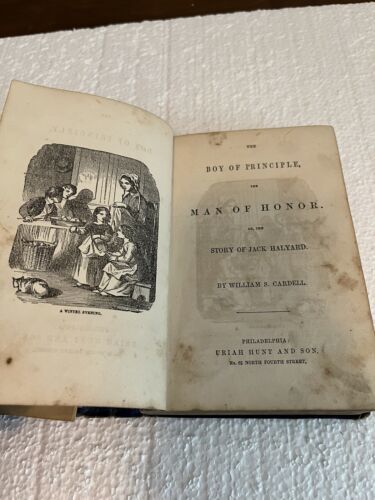 A WINTERS EVENING.
THE
BOY OF PRINCIPLE,
THE
MAN OF HONOR.
OR, THE
STORY OF JACK HALYARD.
BY WILLIAM S. CARDELL.
PHILADELPHIA:
URIAH HUNT AND SON,
NORTH FOURTH STREET,